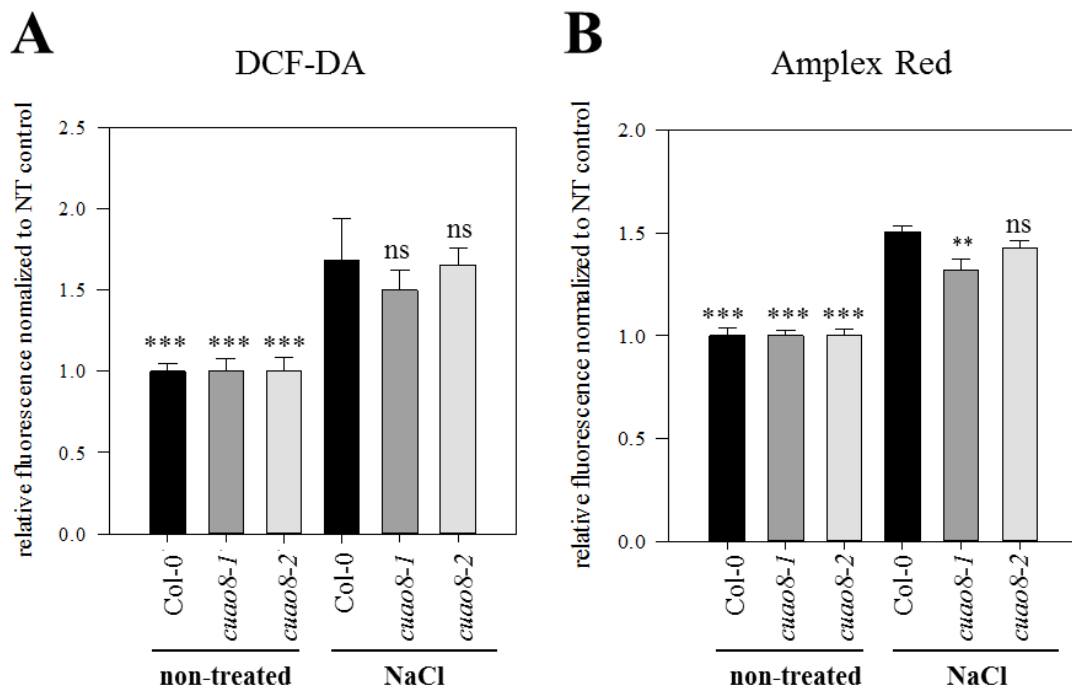 A
DCF-DA
relative fluorescence nomalized to NT control
2.5
2.0
1.5
1.0
0.5
0.0
*** *** ***
ns
ns
Col-0
cuao8-1
cuao8-2
Col-0
cuao8-1
cuao8-2
non-treated
NaCl
B
Amplex Red
relative fluorescence normalized to NT control
2.0
1.5
1.0
0.5
0.0
*** *** ***
**
ns
Col-0
cuao8-1
cuao8-2
Col-0
cuao8-1
cuao8-2
non-treated
NaCl